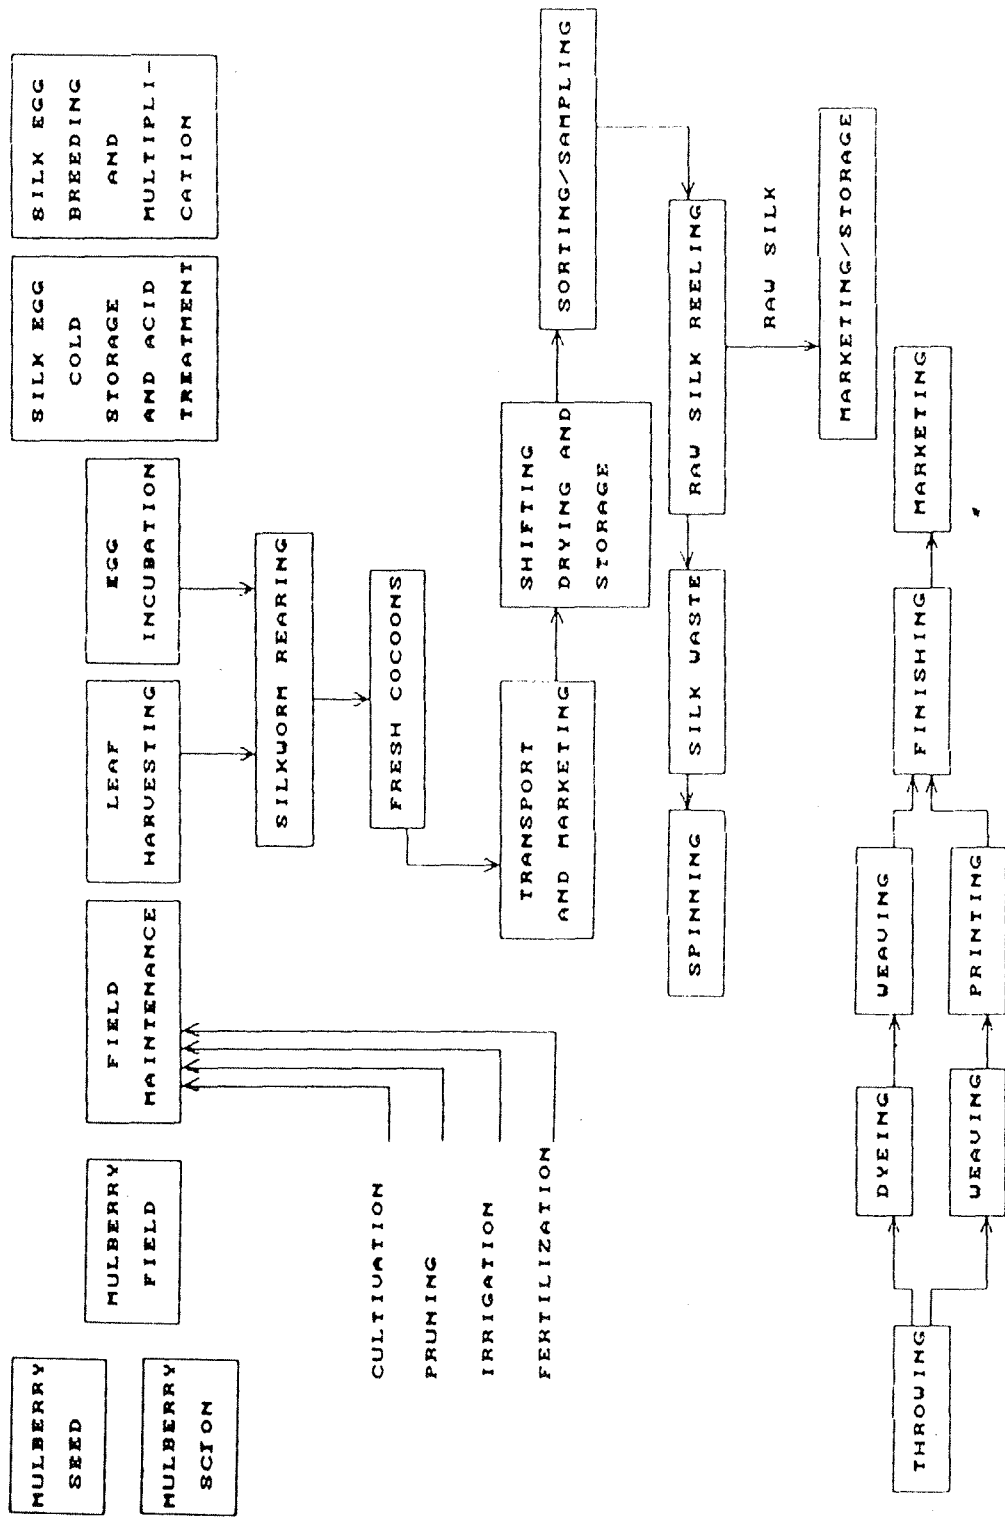 MULBERRY
SEED
MULBERRY
SCION
MULBERRY
FIELD
FIELD
MAINTENANCE
LEAF
HARVESTING
EGG
INCUBATION
SILK EGG
COLD
STORAGE
AND ACID
TREATMENT
SILK EGG
BREEDING
AND
MULTIPLI-
CATION
CULTIVATION
PRUNING
IRRIGATION
FERTILIZATION
SILKWORM REARING
FRESH COCOONS
TRANSPORT
AND MARKETING
SHIFTING
DRYING AND
STORAGE
SORTING/SAMPLING
SPINNING
SILK WASTE
RAW SILK REELING
RAW SILK
MARKETING/STORAGE
THROWING
DYEING
WEAVING
WEAVING
PRINTING
FINISHING
MARKETING